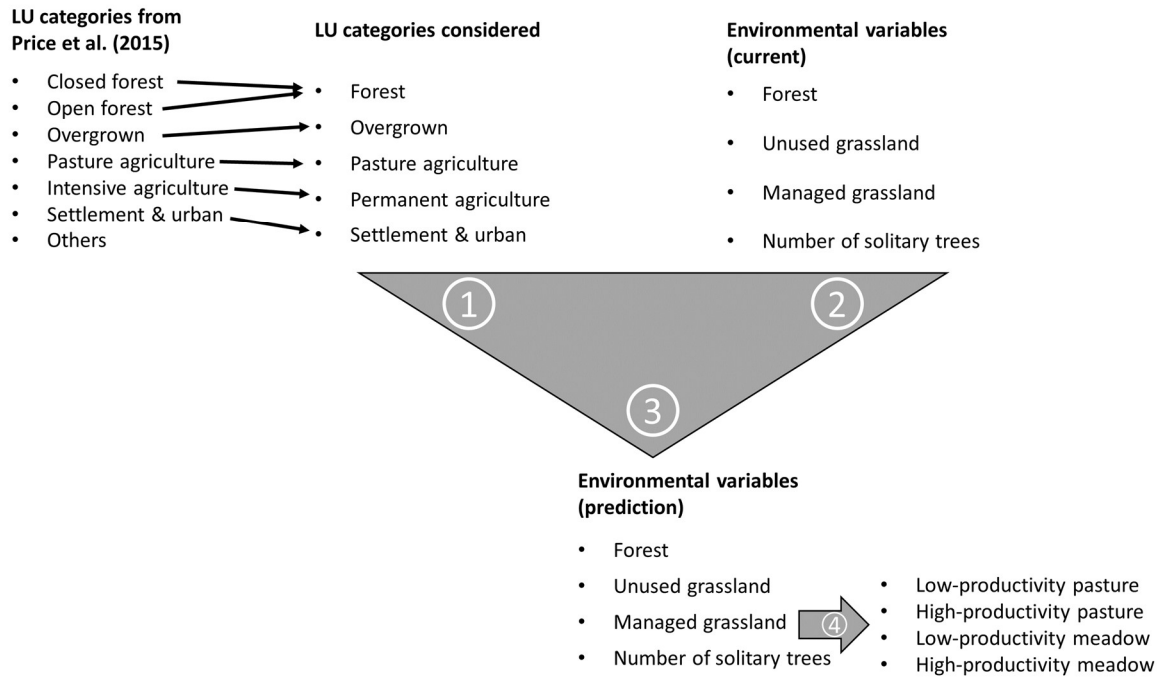 LU categories from
Price et al. (2015)
• Closed forest
• Open forest
• Overgrown
• Pasture agriculture
• Intensive agriculture
• Settlement & urban
• Others
LU categories considered
• Forest
• Overgrown
• Pasture agriculture
• Permanent agriculture
• Settlement & urban
Environmental variables
(current)
• Forest
• Unused grassland
• Managed grassland
• Number of solitary trees
1
2
3
Environmental variables
(prediction)
• Forest
• Unused grassland
• Managed grassland
• Number of solitary trees
4
• Low-productivity pasture
• High-productivity pasture
• Low-productivity meadow
• High-productivity meadow